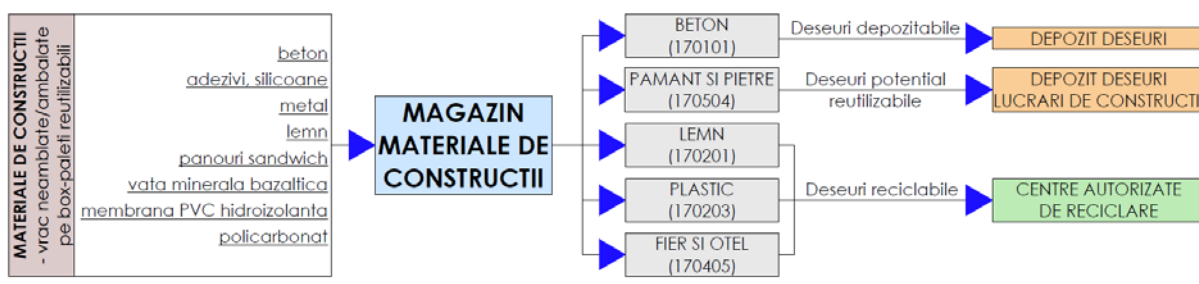 MATERIALE DE CONSTRUCTII
- vrac neamblate/ambalate
pe box-paleti reutilizabili
beton
adezivi, silicoane
metal
lemn
panouri sandwich
vata minerala bazaltica
membrana PVC hidroizolanta
policarbonat
MAGAZIN
MATERIALE DE
CONSTRUCTII
BETON
(170101)
Deseuri depozitabile
DEPOZIT DESEURI
PAMANT SI PIETRE
(170504)
Deseuri potential
reutilizabile
DEPOZIT DESEURI
LUCRARI DE CONSTRUCTI
LEMN
(170201)
PLASTIC
(170203)
FIER SI OTEL
(170405)
Deseuri reciclabile
CENTRE AUTORIZATE
DE RECICLARE